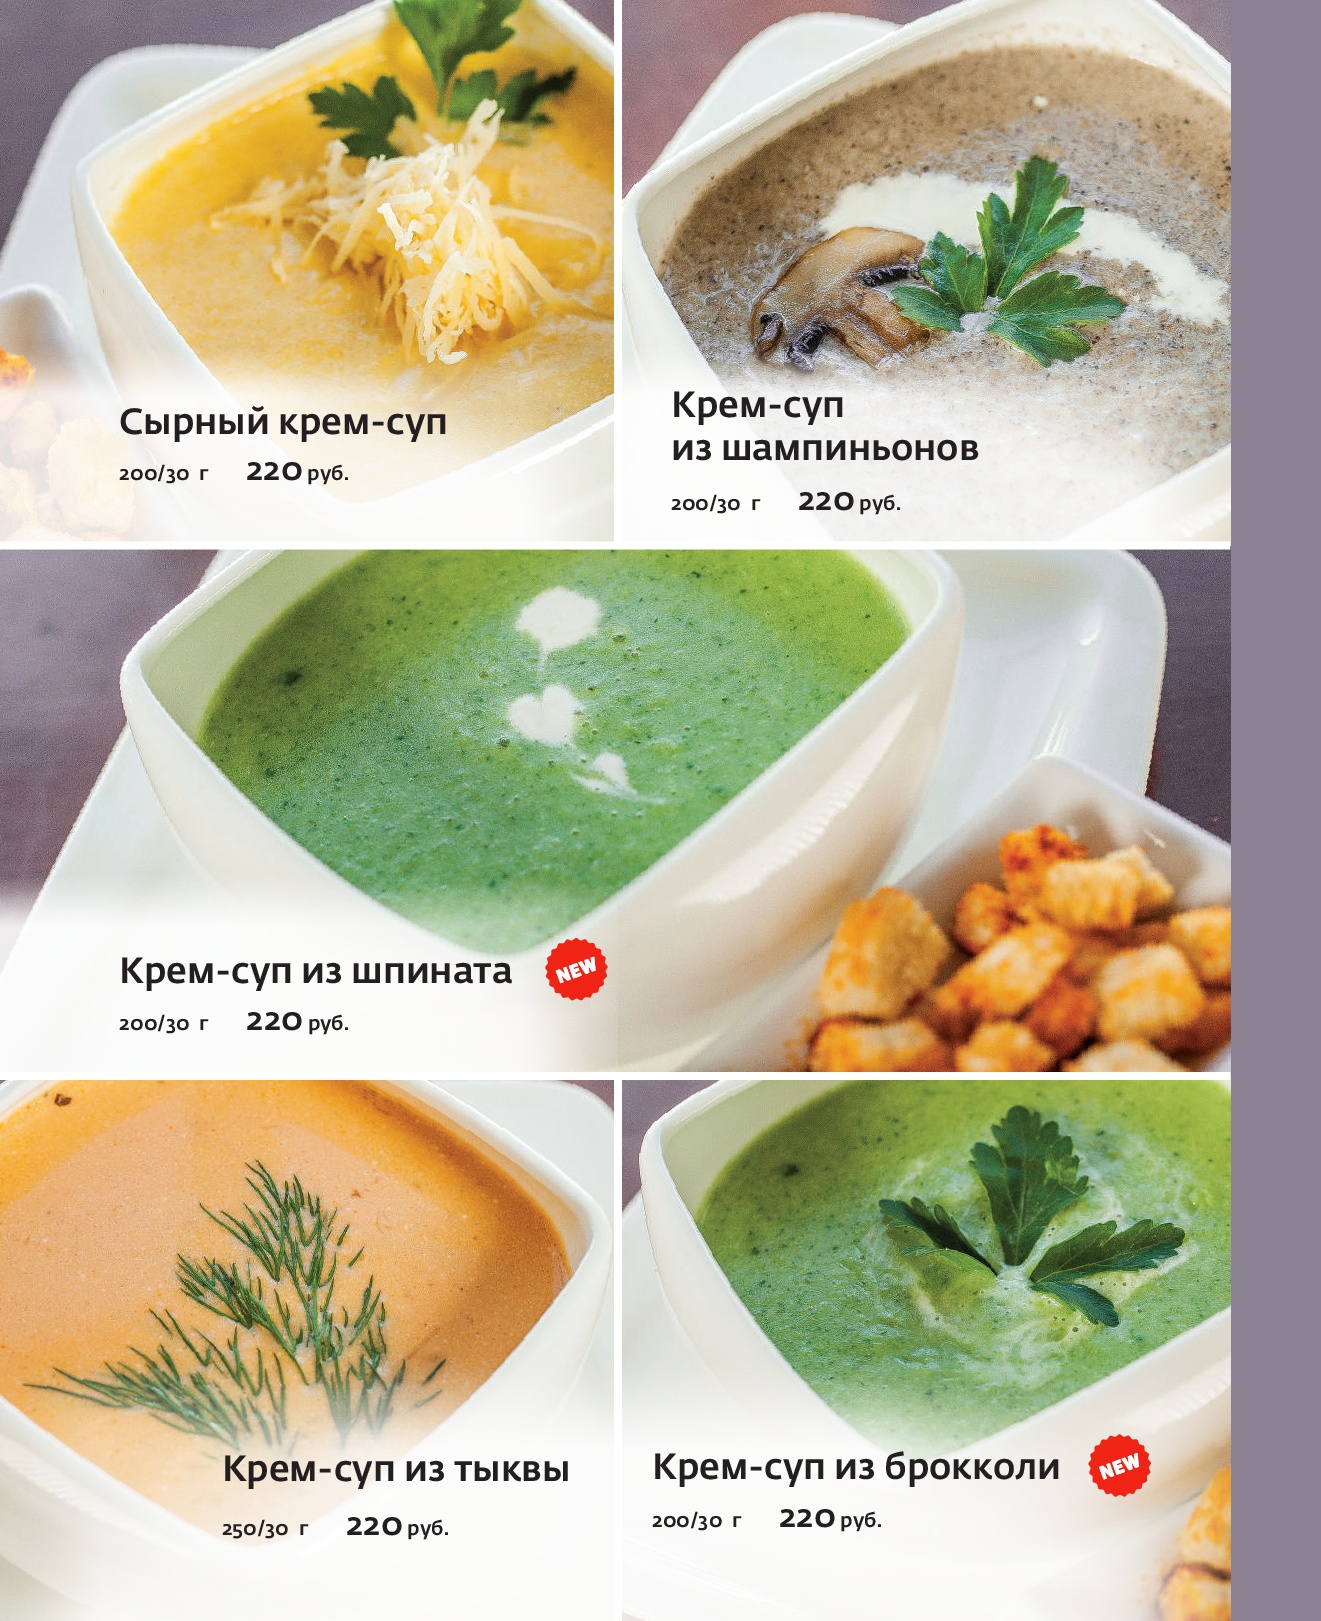 Сырный крем-суп
200/30 г 220 руб.
Крем-суп
из шампиньонов
200/30 г 220 руб.
Крем-суп из шпината NEW
200/30 г 220 руб.
Крем-суп из тыквы
250/30 г 220 руб.
Крем-суп из брокколи NEW
200/30 г 220 руб.